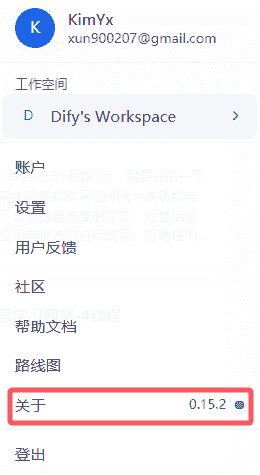 K
KimYx
xun900207@gmail.com
工作空间
D Dify's Workspace
账户
设置
用户反馈
社区
帮助文档
路线图
关于 0.15.2
登出